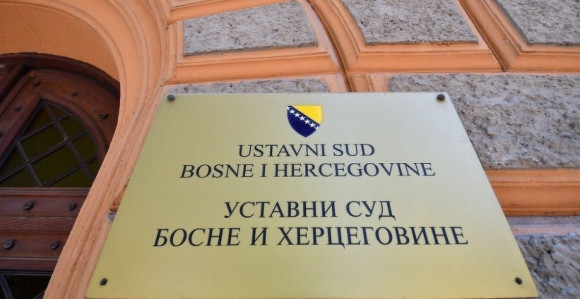 USTAVNI SUD
BOSNE I HERCEGOVINE
УСТАВНИ СУД
БОСНЕ И ХЕРЦЕГОВИНЕ